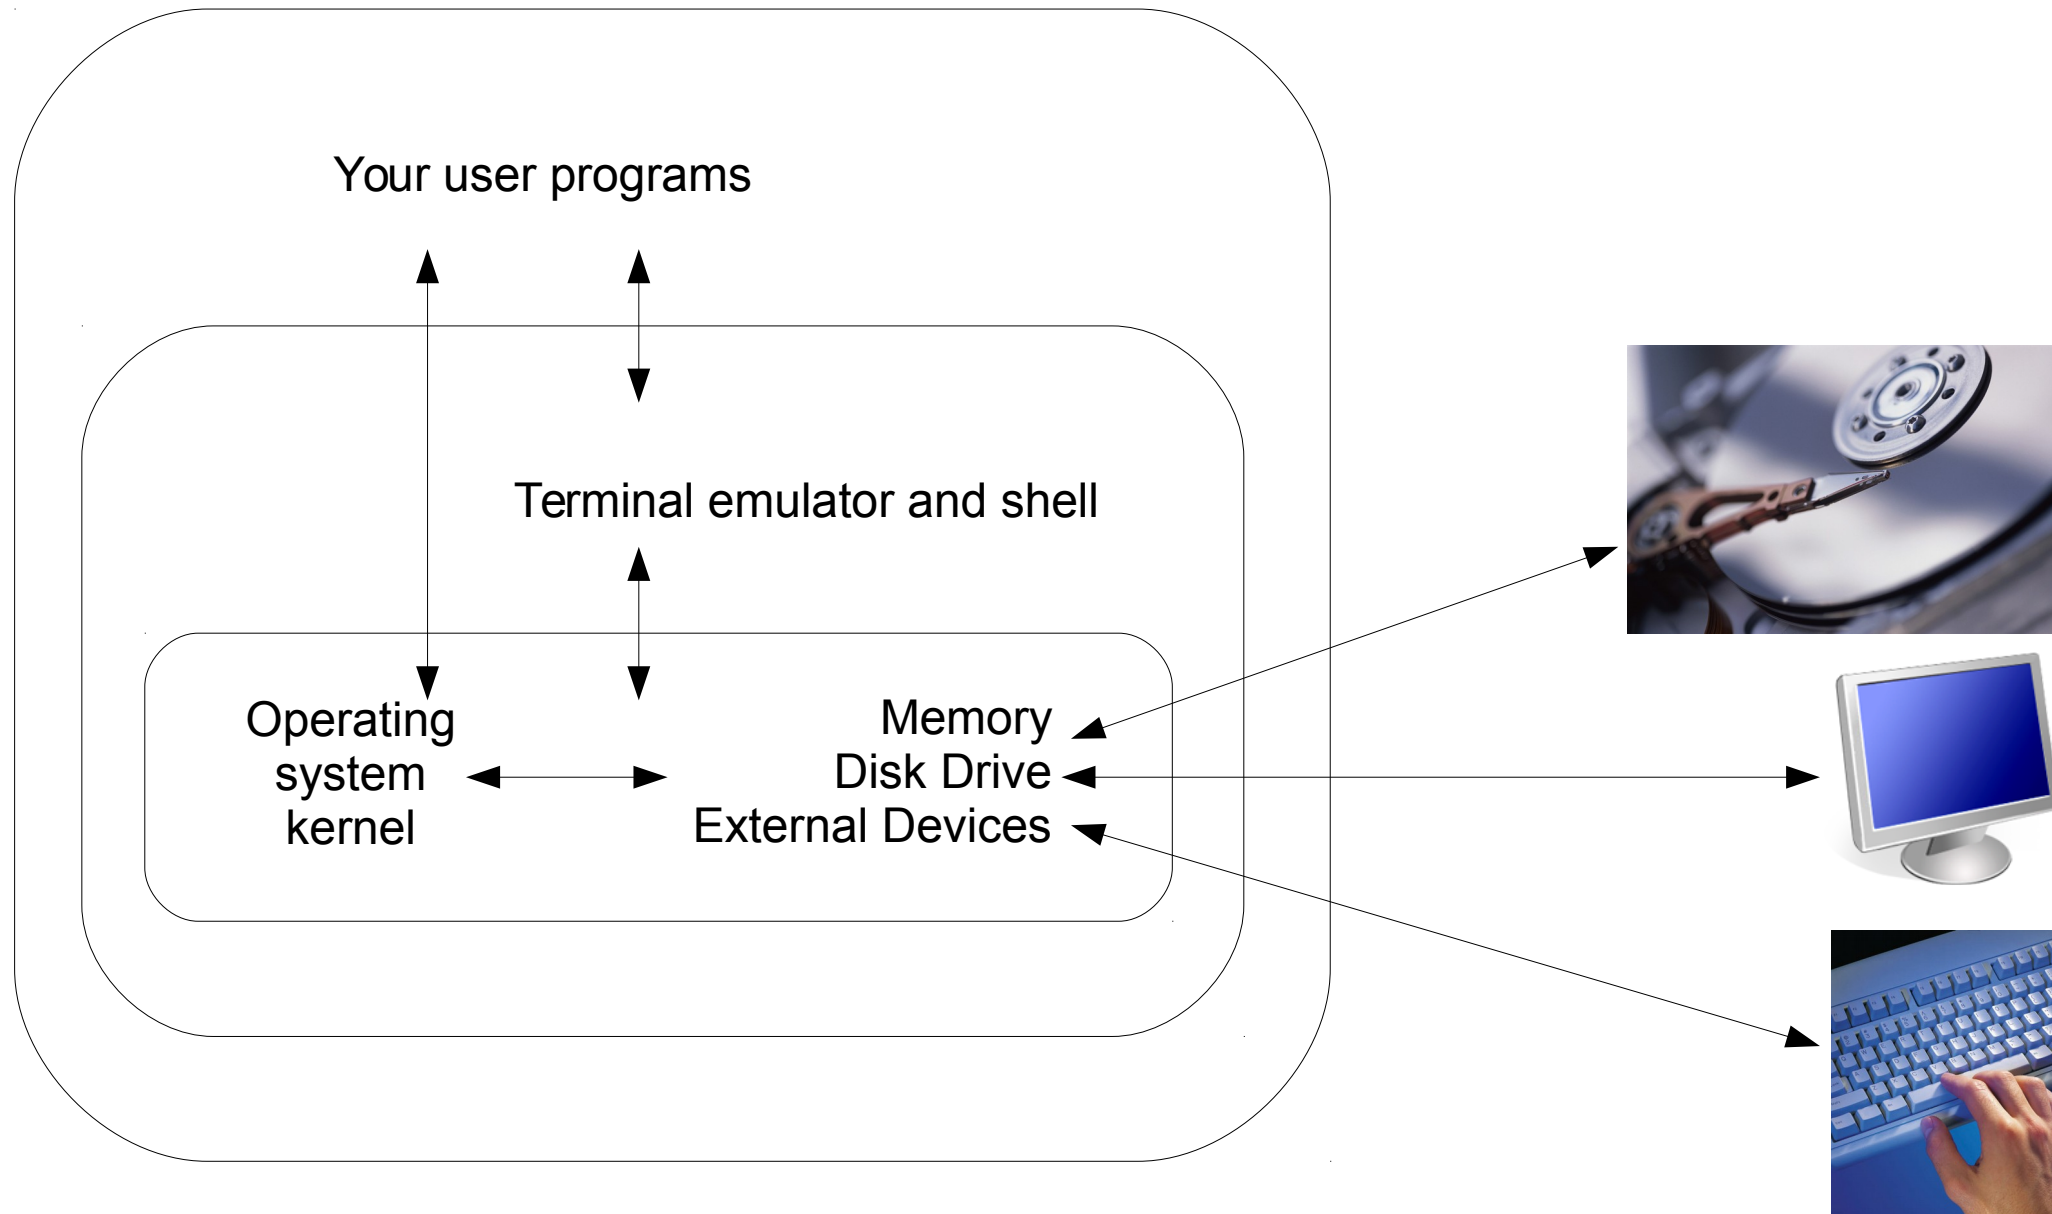 Your user programs
Terminal emulator and shell
Operating
system
kernel
Memory
Disk Drive
External Devices